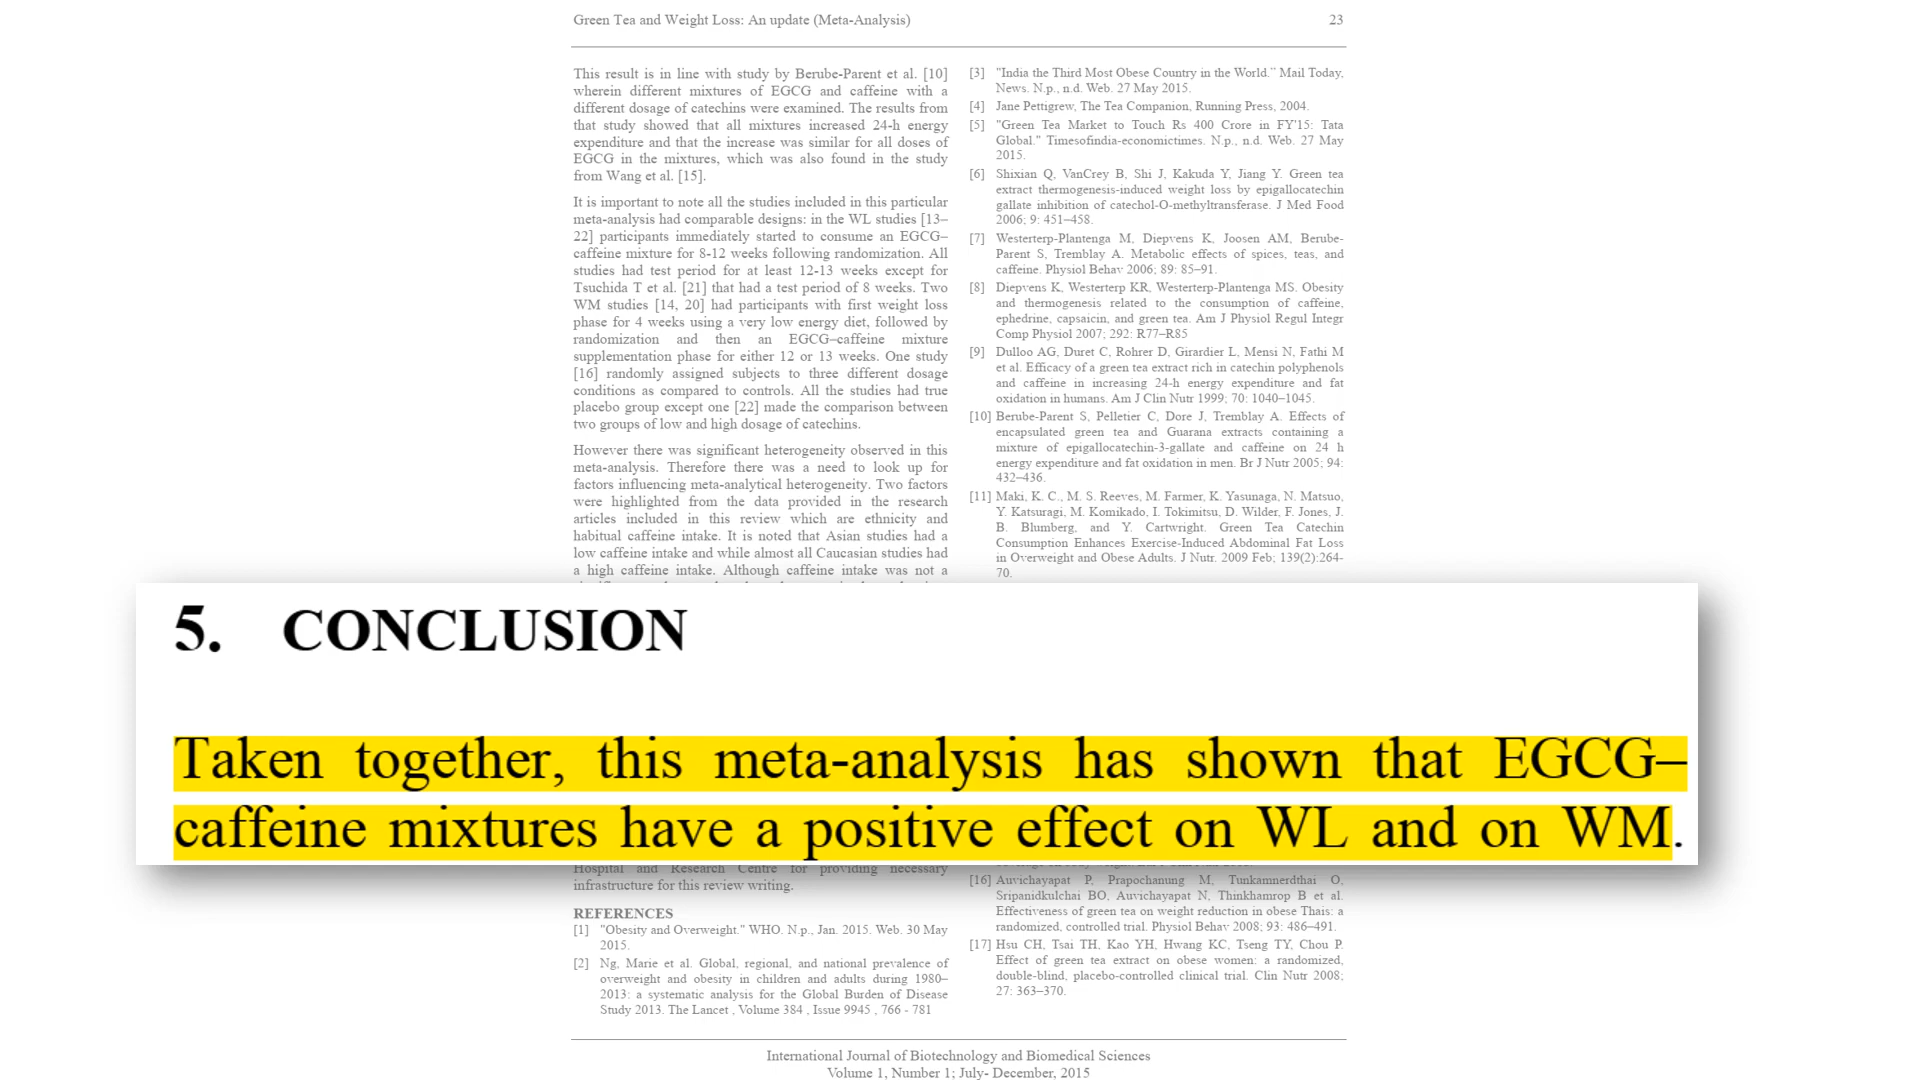 Green Tea and Weight Loss: An update (Meta-Analysis) 23
This result is in line with study by Berube-Parent et al. [10]
wherein different mixtures of EGCG and caffeine with a
different dosage of catechins were examined. The results from
that study showed that all mixtures increased 24-h energy
expenditure and that the increase was similar for all doses of
EGCG in the mixtures, which was also found in the study
from Wang et al. [15].
It is important to note all the studies included in this particular
meta-analysis had comparable designs: in the WL studies [13–
22] participants immediately started to consume an EGCG–
caffeine mixture for 8-12 weeks following randomization. All
studies had test period for at least 12-13 weeks except for
Tsuchida T et al. [21] that had a test period of 8 weeks. Two
WM studies [14, 20] had participants with first weight loss
phase for 4 weeks using a very low energy diet, followed by
randomization and then an EGCG–caffeine mixture
supplementation phase for either 12 or 13 weeks. One study
[16] randomly assigned subjects to three different dosage
conditions as compared to controls. All the studies had true
placebo group except one [22] made the comparison between
two groups of low and high dosage of catechins.
However there was significant heterogeneity observed in this
meta-analysis. Therefore there was a need to look up for
factors influencing meta-analytical heterogeneity. Two factors
were highlighted from the data provided in the research
articles included in this review which are ethnicity and
habitual caffeine intake. It is noted that Asian studies had a
low caffeine intake and while almost all Caucasian studies had
a high caffeine intake. Although caffeine intake was not a
5. CONCLUSION
Taken together, this meta-analysis has shown that EGCG–
caffeine mixtures have a positive effect on WL and on WM.
Hospital and Research Centre for providing necessary
infrastructure for this review writing.
REFERENCES
[1] "Obesity and Overweight." WHO. N.p., Jan. 2015. Web. 30 May
2015.
[2] Ng, Marie et al. Global, regional, and national prevalence of
overweight and obesity in children and adults during 1980–
2013: a systematic analysis for the Global Burden of Disease
Study 2013. The Lancet , Volume 384 , Issue 9945 , 766 - 781
[3] "India the Third Most Obese Country in the World." Mail Today,
News. N.p., n.d. Web. 27 May 2015.
[4] Jane Pettigrew, The Tea Companion, Running Press, 2004.
[5] "Green Tea Market to Touch Rs 400 Crore in FY'15: Tata
Global." Timesofindia-economictimes. N.p., n.d. Web. 27 May
2015.
[6] Shixian Q, VanCrey B, Shi J, Kakuda Y, Jiang Y. Green tea
extract thermogenesis-induced weight loss by epigallocatechin
gallate inhibition of catechol-O-methyltransferase. J Med Food
2006; 9: 451–458.
[7] Westerterp-Plantenga M, Diepvens K, Joosen AM, Berube-
Parent S, Tremblay A. Metabolic effects of spices, teas, and
caffeine. Physiol Behav 2006; 89: 85–91.
[8] Diepvens K, Westerterp KR, Westerterp-Plantenga MS. Obesity
and thermogenesis related to the consumption of caffeine,
ephedrine, capsaicin, and green tea. Am J Physiol Regul Integr
Comp Physiol 2007; 292: R77–R85
[9] Dulloo AG, Duret C, Rohrer D, Girardier L, Mensi N, Fathi M
et al. Efficacy of a green tea extract rich in catechin polyphenols
and caffeine in increasing 24-h energy expenditure and fat
oxidation in humans. Am J Clin Nutr 1999; 70: 1040–1045.
[10] Berube-Parent S, Pelletier C, Dore J, Tremblay A. Effects of
encapsulated green tea and Guarana extracts containing a
mixture of epigallocatechin-3-gallate and caffeine on 24 h
energy expenditure and fat oxidation in men. Br J Nutr 2005; 94:
432–436.
[11] Maki, K. C., M. S. Reeves, M. Farmer, K. Yasunaga, N. Matsuo,
Y. Katsuragi, M. Komikado, I. Tokimitsu, D. Wilder, F. Jones, J.
B. Blumberg, and Y. Cartwright. Green Tea Catechin
Consumption Enhances Exercise-Induced Abdominal Fat Loss
in Overweight and Obese Adults. J Nutr. 2009 Feb; 139(2):264-
70.
[16] Auvichayapat P, Prapochanung M, Tunkamnerdthai O,
Sripanidkulchai BO, Auvichayapat N, Thinkhamrop B et al.
Effectiveness of green tea on weight reduction in obese Thais: a
randomized, controlled trial. Physiol Behav 2008; 93: 486–491.
[17] Hsu CH, Tsai TH, Kao YH, Hwang KC, Tseng TY, Chou P.
Effect of green tea extract on obese women: a randomized,
double-blind, placebo-controlled clinical trial. Clin Nutr 2008;
27: 363–370.
International Journal of Biotechnology and Biomedical Sciences
Volume 1, Number 1; July- December, 2015